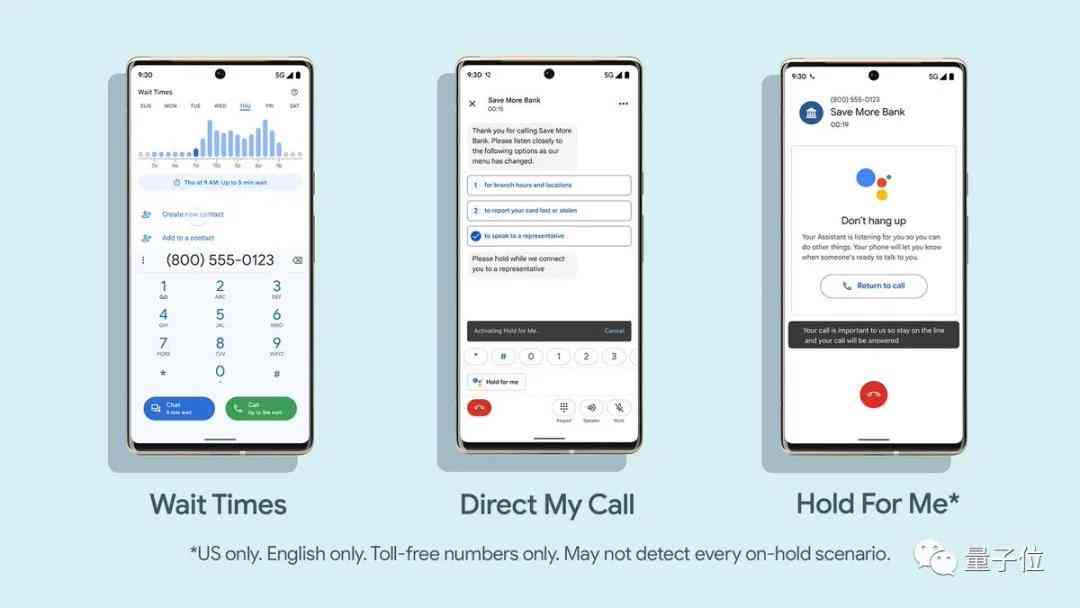 9:30
5G
Wait Times
SUN MON TUE WED THU FRI SAT
Thu at 9 AM: Up to 5 min wait
Create new contact
Add to a contact
(800) 555-0123
1 2 3
ABC DEF
4 5 6
GHI JKL MNO
7 8 9
PQRS TUV WXYZ
* 0 #
+
Chat
Call
Wait Times
9:30
5G
Save More Bank
00:15
Thank you for calling Save More
Bank. Please listen closely to
the following options as our
menu has changed.
1 for branch hours and locations
2 to report your card lost or stolen
to speak to a representative
Please hold while we connect
you to a representative
Activating Hold for Me...
Cancel
* # 0 1 2 3
Hold for me
Keypad Speaker Mute
Direct My Call
9:30
5G
(800) 555-0123
Save More Bank
00:19
Don't hang up
Your Assistant is listening for you so you can
do other things. Your phone will let you know
when someone's ready to talk to you.
Return to call
Your call is important to us so stay on the line
and your call will be answered
Hold For Me*
*US only. English only. Toll-free numbers only. May not detect every on-hold scenario.
量子位